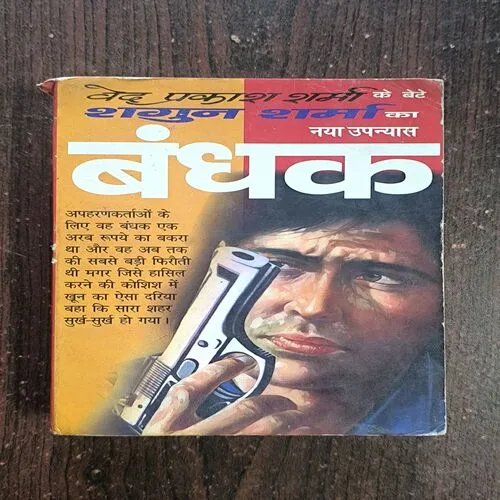 वेद प्रकाश शर्मा के बेटे
शगुन शर्मा का
नया उपन्यास
बंधक
अपहरणकर्ताओं के
लिए वह बंधक एक
अरब रूपये का बकरा
था और वह अब तक
की सबसे बड़ी फिरौती
थी मगर जिसे हासिल
करने की कोशिश में
खून का ऐसा दरिया
बहा कि सारा शहर
सुर्ख-सुर्ख हो गया।